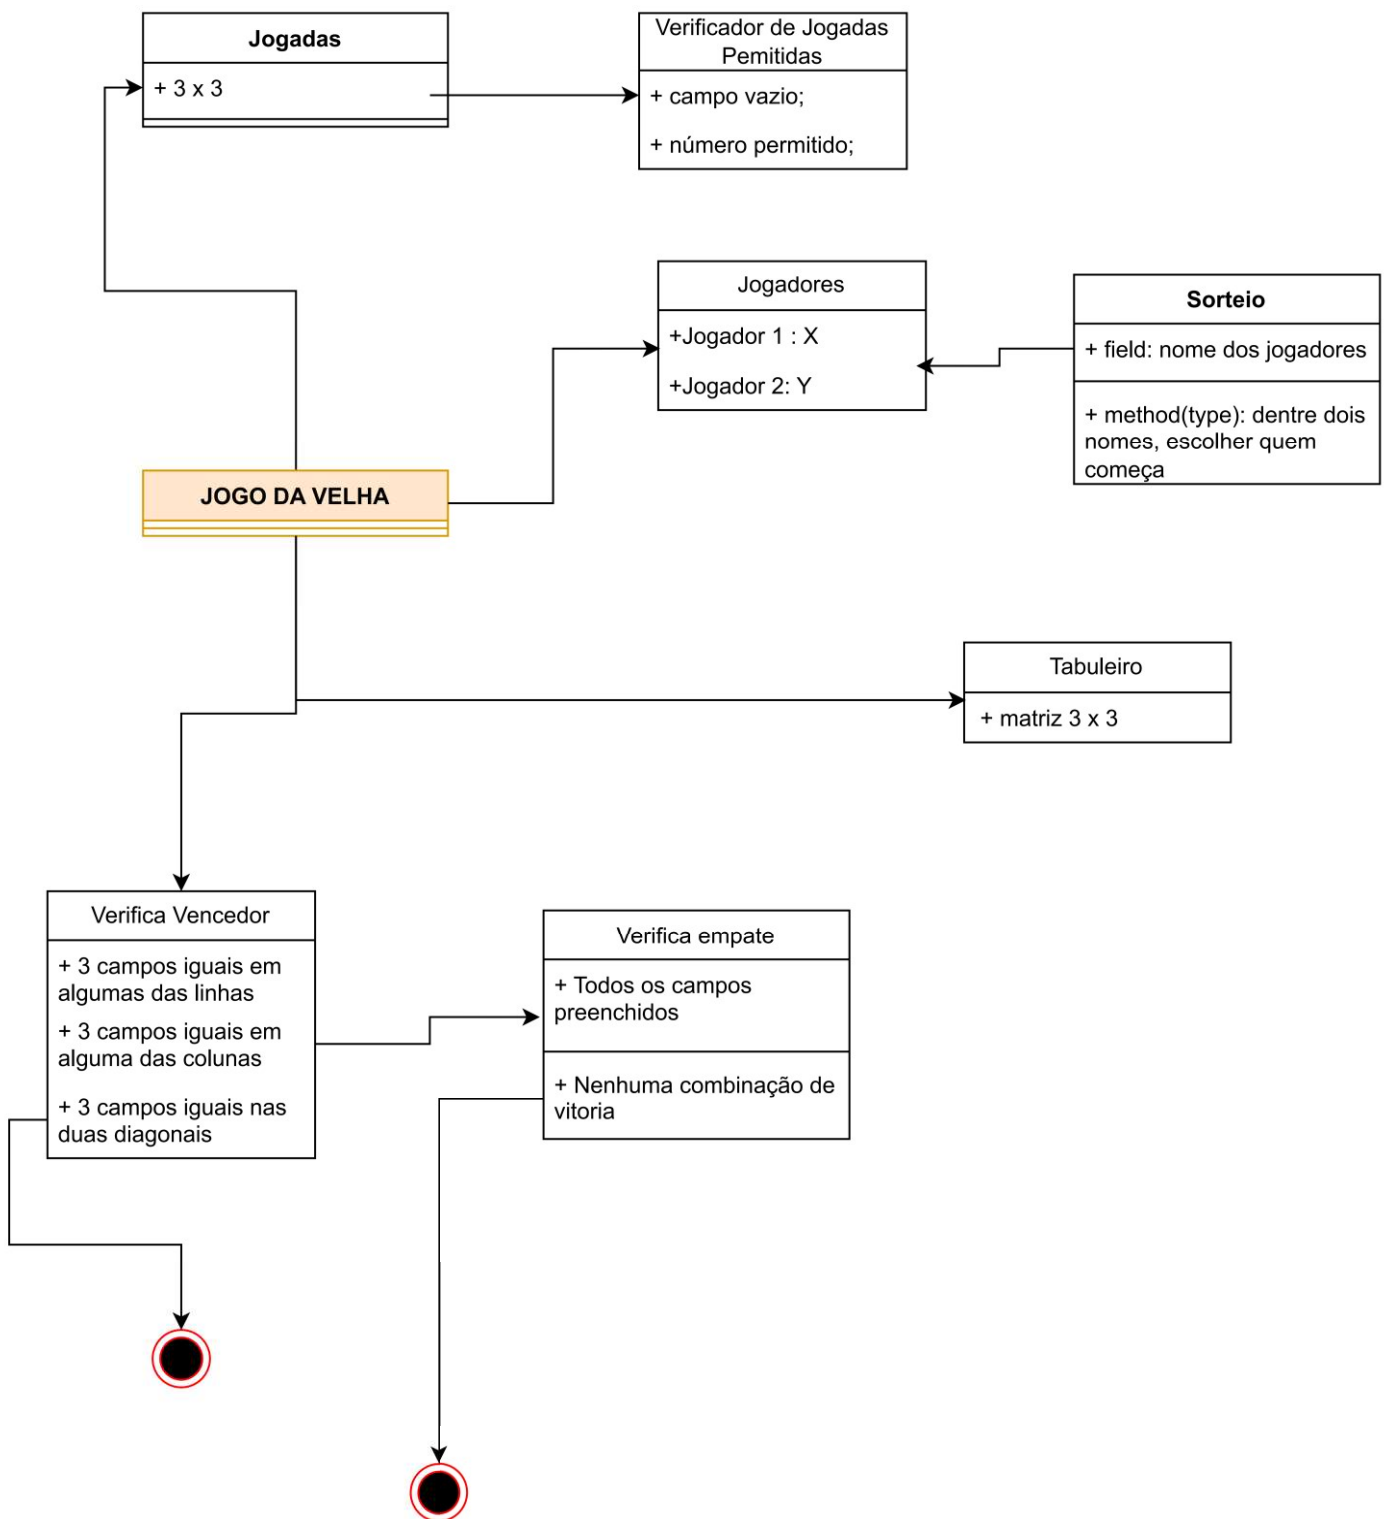 Jogadas
+ 3 x 3
Verificador de Jogadas
Pemitidas
+ campo vazio;
+ número permitido;
Jogadores
+Jogador 1 : X
+Jogador 2: Y
Sorteio
+ field: nome dos jogadores
+ method(type): dentre dois
nomes, escolher quem
começa
JOGO DA VELHA
Tabuleiro
+ matriz 3 x 3
Verifica Vencedor
+ 3 campos iguais em
algumas das linhas
+ 3 campos iguais em
alguma das colunas
+ 3 campos iguais nas
duas diagonais
Verifica empate
+ Todos os campos
preenchidos
+ Nenhuma combinação de
vitoria